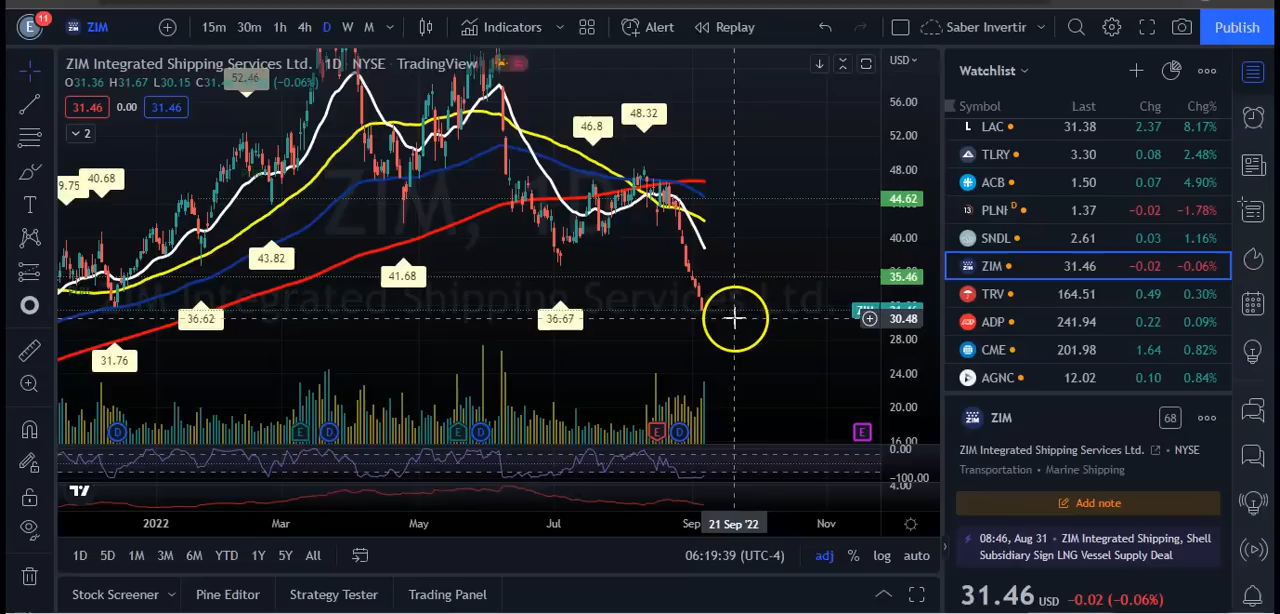 E
11
ZIM
15m 30m 1h 4h D W M
Indicators
Alert
Replay
Saber Invertir
Publish
ZIM Integrated Shipping Services Ltd. 1D NYSE TradingView
O31.36 H31.67 L30.15 (−0.06%)
31.46 0.00 31.46
2
52.46
9.75
40.68
31.76
36.62
43.82
41.68
36.67
46.8
48.32
USD
56.00
52.00
48.00
44.62
40.00
35.46
30.48
28.00
24.00
20.00
16.00
0.00
−100.00
4.00
D E D E D E D E
2022 Mar May Jul Sep 21 Sep '22 Nov
1D 5D 1M 3M 6M YTD 1Y 5Y All
06:19:39 (UTC-4) adj % log auto
Stock Screener Pine Editor Strategy Tester Trading Panel
Watchlist
Symbol Last Chg Chg%
LAC 31.38 2.37 8.17%
TLRY 3.30 0.08 2.48%
ACB 1.50 0.07 4.90%
PLNH D 1.37 −0.02 −1.78%
SNDL 2.61 0.03 1.16%
ZIM 31.46 −0.02 −0.06%
TRV 164.51 0.49 0.30%
ADP 241.94 0.22 0.09%
CME 201.98 1.64 0.82%
AGNC 12.02 0.10 0.84%
ZIM
68
ZIM Integrated Shipping Services Ltd. • NYSE
Transportation • Marine Shipping
Add note
08:46, Aug 31 • ZIM Integrated Shipping, Shell
Subsidiary Sign LNG Vessel Supply Deal
31.46 USD −0.02 (−0.06%)